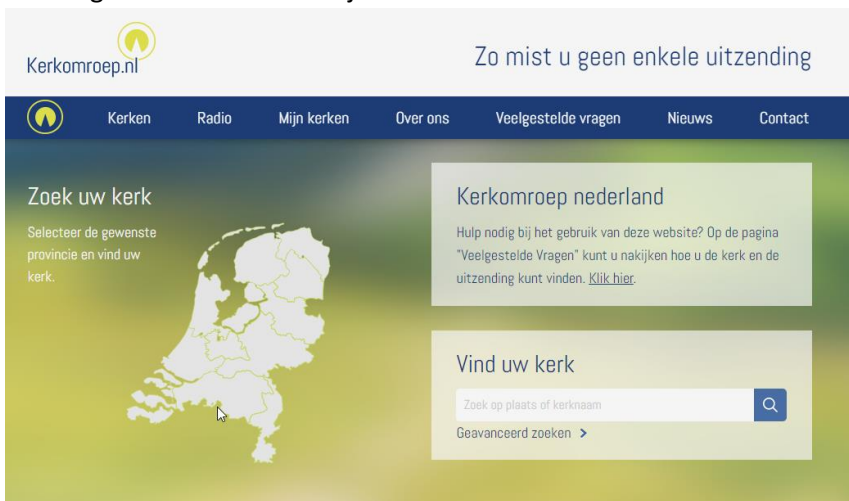 Kerkomroep.nl
Zo mist u geen enkele uitzending
Kerken Radio Mijn kerken Over ons Veelgestelde vragen Nieuws Contact
Zoek uw kerk
Selecteer de gewenste
provincie en vind uw
kerk.
Kerkomroep nederland
Hulp nodig bij het gebruik van deze website? Op de pagina
"Veelgestelde Vragen" kunt u nakijken hoe u de kerk en de
uitzending kunt vinden. Klik hier.
Vind uw kerk
Zoek op plaats of kerknaam
Geavanceerd zoeken >